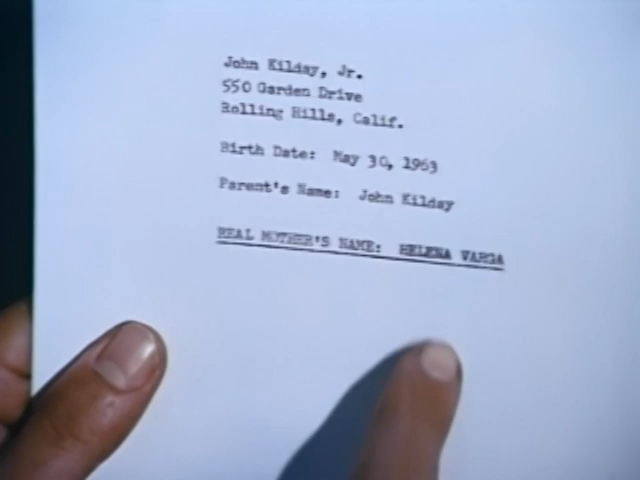 John Kilday, Jr.
550 Garden Drive
Rolling Hills, Calif.
Birth Date: May 30, 1963
Parent's Name: John Kilday
REAL MOTHER'S NAME: HELENA VARGA